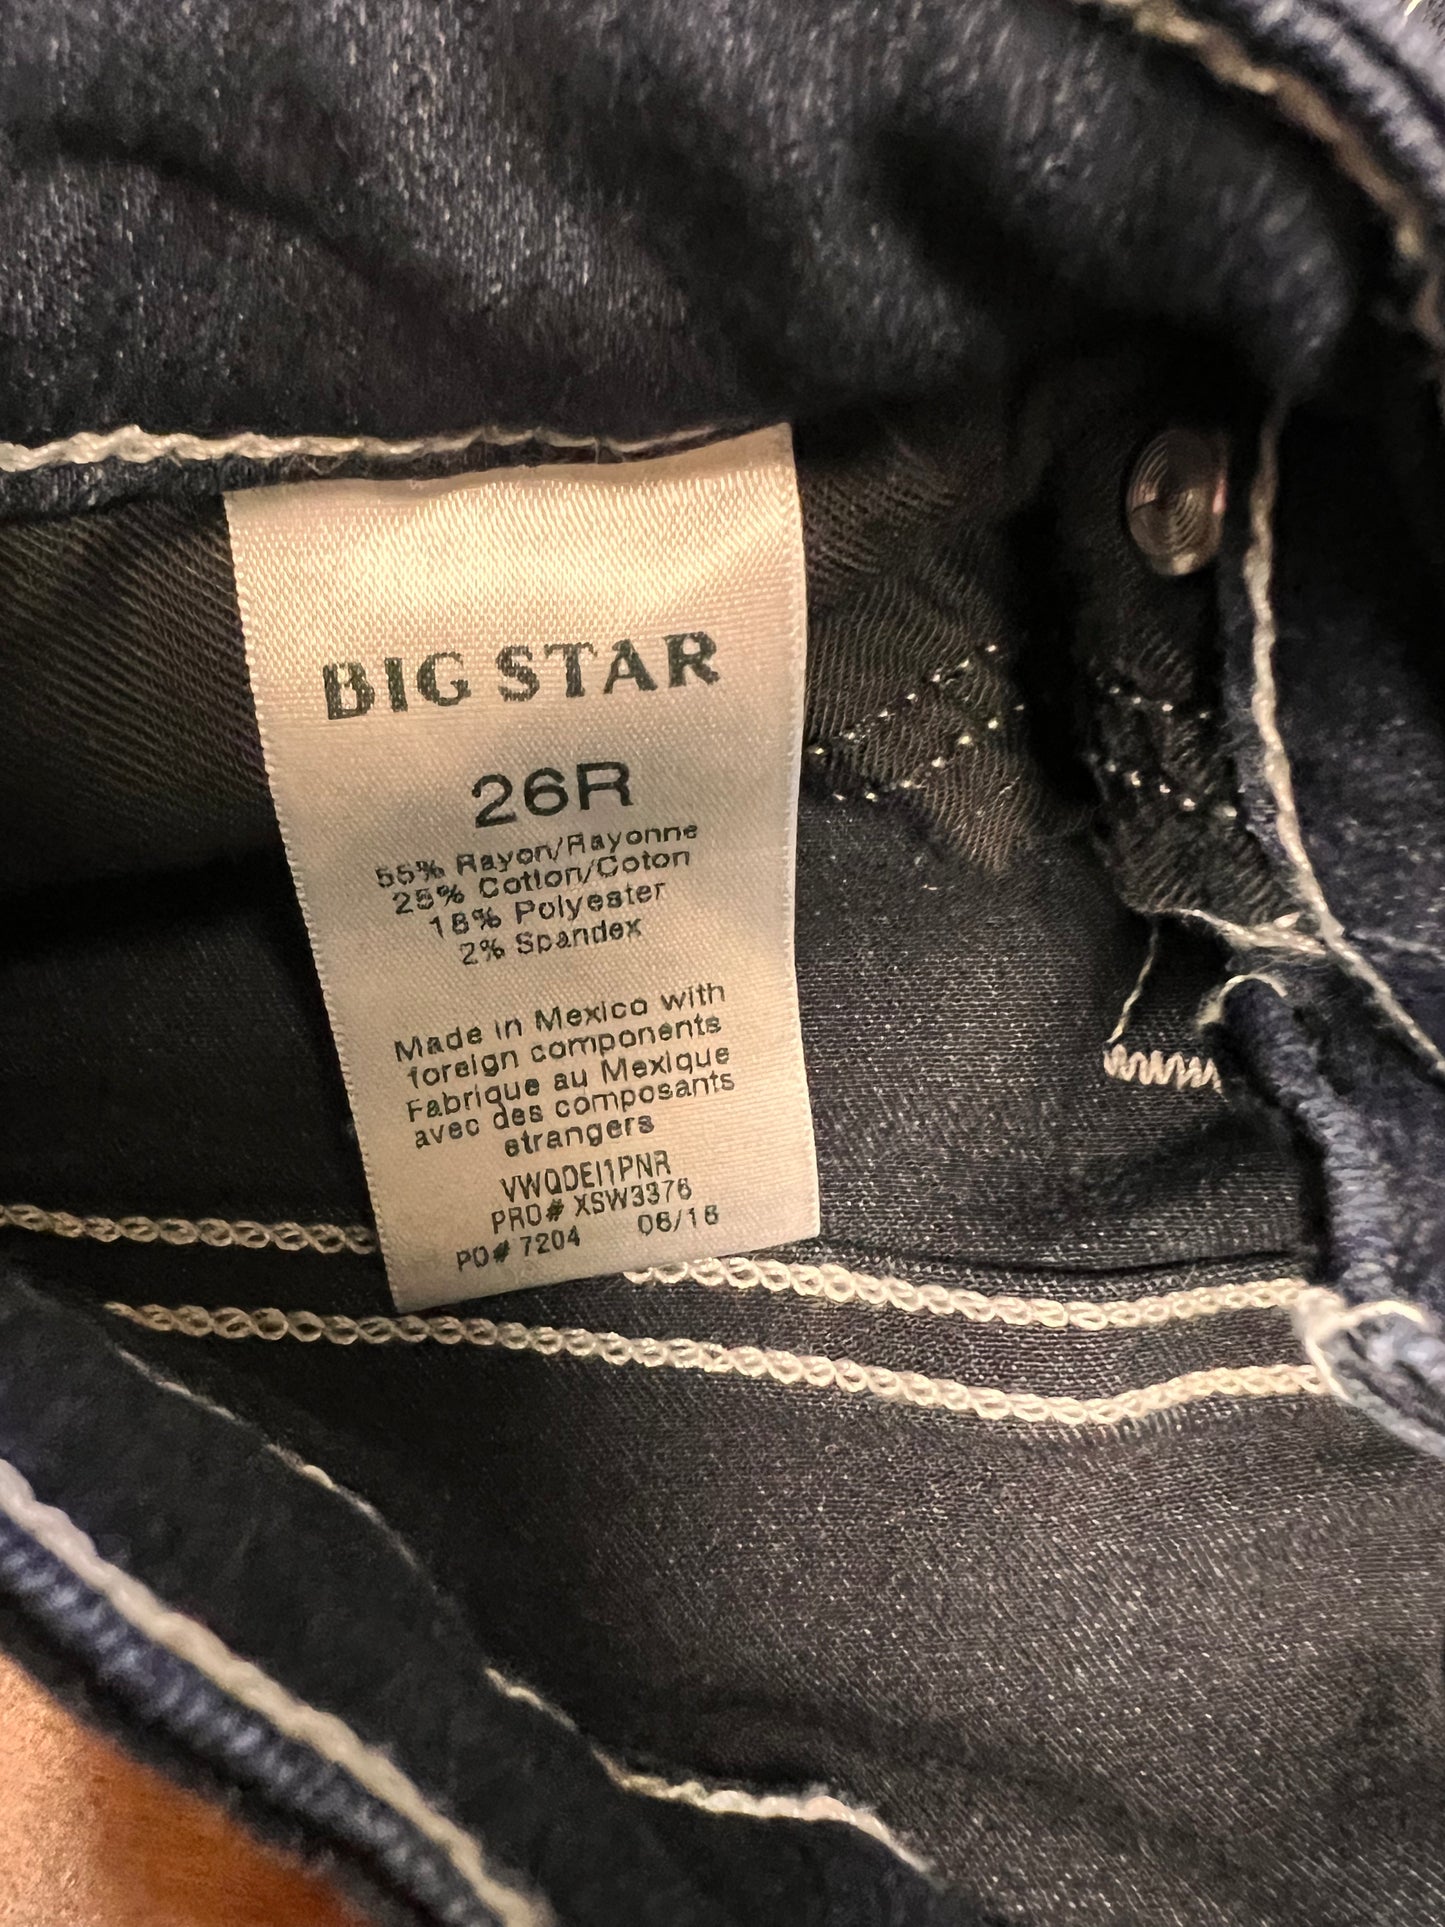 BIG STAR
26R
55% Rayon/Rayonne
25% Cotton/Coton
18% Polyester
2% Spandex
Made in Mexico with
foreign components
Fabrique au Mexique
avec des composants
etrangers
VWQDEI1PNR
PRO# XSW3376
PO# 7204 06/16